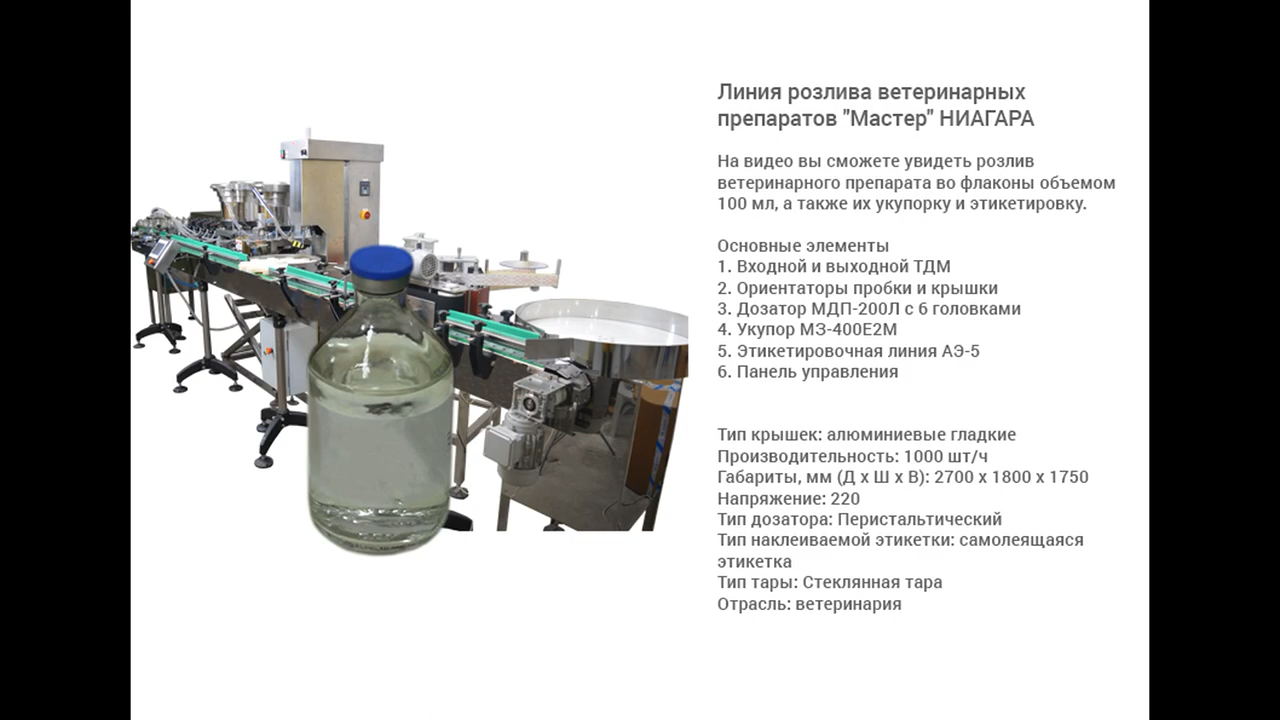 Линия розлива ветеринарных
препаратов "Мастер" НИАГАРА
На видео вы сможете увидеть розлив
ветеринарного препарата во флаконы объемом
100 мл, а также их укупорку и этикетировку.
Основные элементы
1. Входной и выходной ТДМ
2. Ориентаторы пробки и крышки
3. Дозатор МДП-200Л с 6 головками
4. Укупор МЗ-400Е2М
5. Этикетировочная линия АЭ-5
6. Панель управления
Тип крышек: алюминиевые гладкие
Производительность: 1000 шт/ч
Габариты, мм (Д х Ш х В): 2700 х 1800 х 1750
Напряжение: 220
Тип дозатора: Перистальтический
Тип наклеиваемой этикетки: самолеящаяся
этикетка
Тип тары: Стеклянная тара
Отрасль: ветеринария